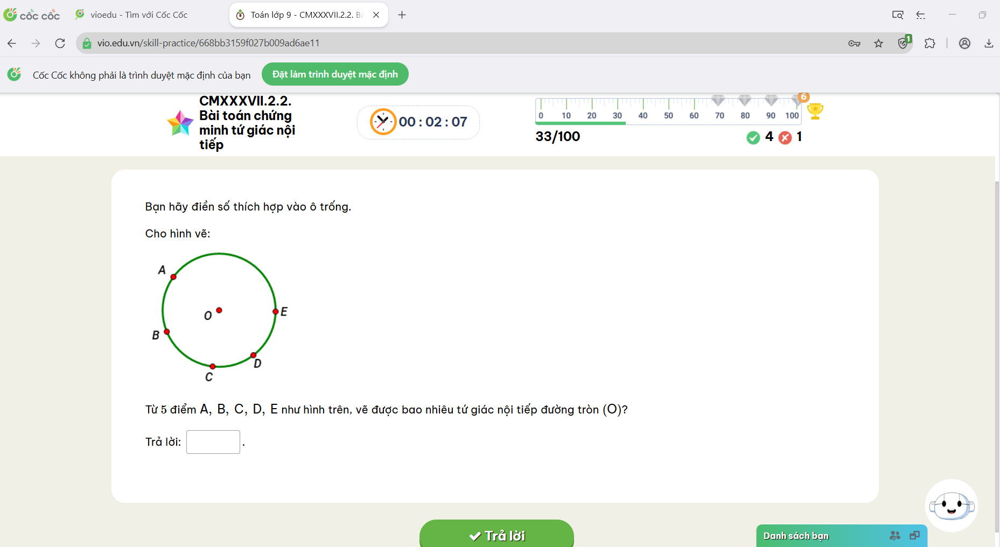 cốc cốc
vioedu - Tìm với Cốc Cốc
Toán lớp 9 - CMXXXVII.2.2. Bà
vio.edu.vn/skill-practice/668bb3159f027b009ad6ae11
1
Cốc Cốc không phải là trình duyệt mặc định của bạn
Đặt làm trình duyệt mặc định
CMXXXVII.2.2.
Bài toán chứng
minh tứ giác nội
tiếp
00 : 02 : 07
6
0 10 20 30 40 50 60 70 80 90 100
33/100
4 1
Bạn hãy điền số thích hợp vào ô trống.
Cho hình vẽ:
A
O
E
B
D
C
Từ 5 điểm A, B, C, D, E như hình trên, vẽ được bao nhiêu tứ giác nội tiếp đường tròn (O)?
Trả lời: .
Trả lời
Danh sách bạn